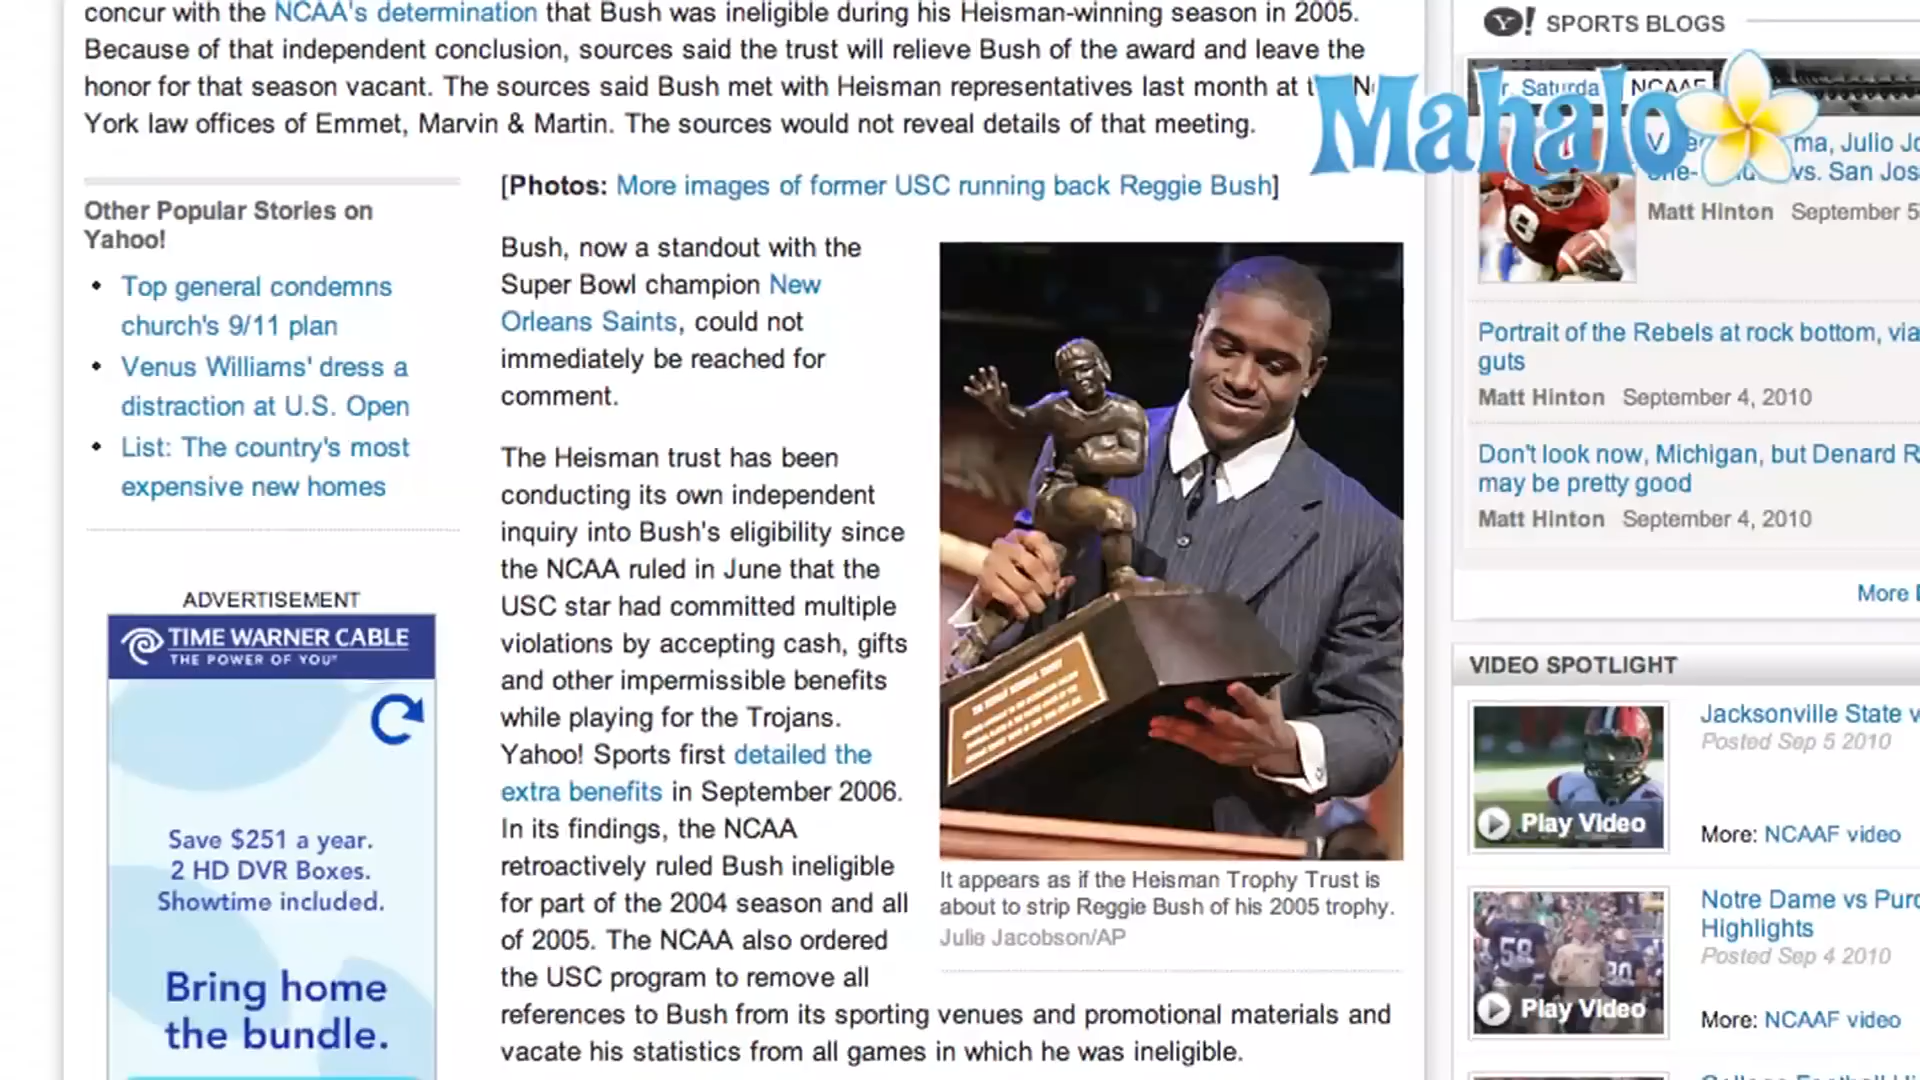 concur with the NCAA's determination that Bush was ineligible during his Heisman-winning season in 2005.
Because of that independent conclusion, sources said the trust will relieve Bush of the award and leave the
honor for that season vacant. The sources said Bush met with Heisman representatives last month at
York law offices of Emmet, Marvin & Martin. The sources would not reveal details of that meeting.
Other Popular Stories on
Yahoo!
• Top general condemns
church's 9/11 plan
• Venus Williams' dress a
distraction at U.S. Open
• List: The country's most
expensive new homes
ADVERTISEMENT
TIME WARNER CABLE
THE POWER OF YOU
Save $251 a year.
2 HD DVR Boxes.
Showtime included.
Bring home
the bundle.
[Photos: More images of former USC running back Reggie Bush]
Bush, now a standout with the
Super Bowl champion New
Orleans Saints, could not
immediately be reached for
comment.
The Heisman trust has been
conducting its own independent
inquiry into Bush's eligibility since
the NCAA ruled in June that the
USC star had committed multiple
violations by accepting cash, gifts
and other impermissible benefits
while playing for the Trojans.
Yahoo! Sports first detailed the
extra benefits in September 2006.
In its findings, the NCAA
retroactively ruled Bush ineligible
for part of the 2004 season and all
of 2005. The NCAA also ordered
the USC program to remove all
references to Bush from its sporting venues and promotional materials and
vacate his statistics from all games in which he was ineligible.
It appears as if the Heisman Trophy Trust is
about to strip Reggie Bush of his 2005 trophy.
Julie Jacobson/AP
Mahalo
Y! SPORTS BLOGS
Saturda NCAAF
Julio
vs. San
Matt Hinton September 5
Portrait of the Rebels at rock bottom, via
guts
Matt Hinton September 4, 2010
Don't look now, Michigan, but Denard R
may be pretty good
Matt Hinton September 4, 2010
More
VIDEO SPOTLIGHT
Jacksonville State v
Posted Sep 5 2010
Play Video
More: NCAAF video
Notre Dame vs
Highlights
Posted Sep 4 2010
Play Video
More: NCAAF video